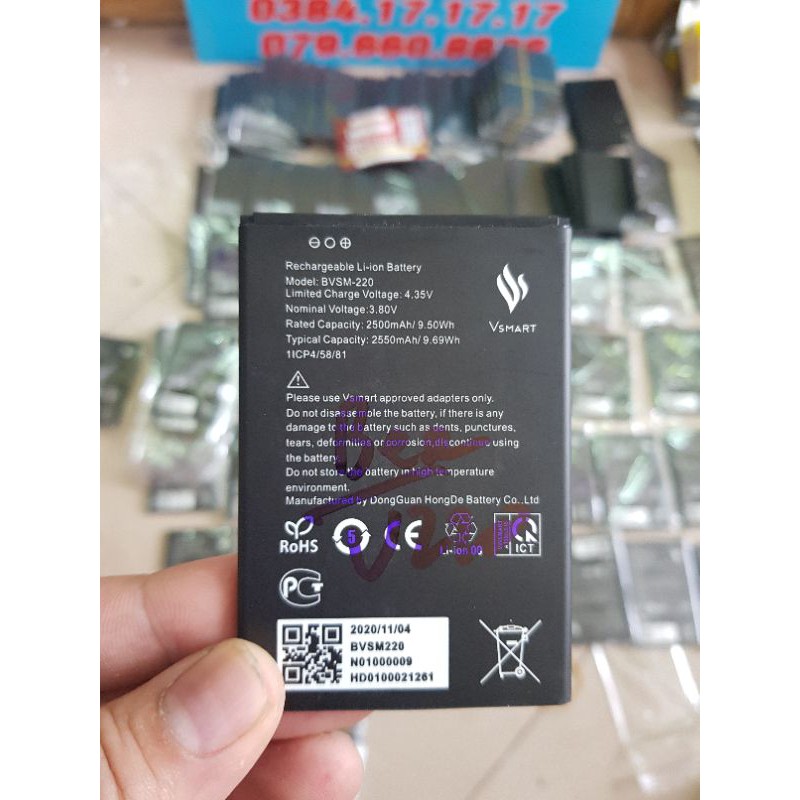 0384.17.17.17
Rechargeable Li-ion Battery
Model: BVSM-220
Limited Charge Voltage: 4.35V
Nominal Voltage:3.80V
Rated Capacity: 2500mAh/ 9.50Wh
Typical Capacity: 2550mAh/ 9.69Wh
1ICP4/58/81
VSMART
Please use Vsmart approved adapters only.
Do not disassemble the battery, if there is any
damage to the battery such as dents, punctures,
tears, deformities or corrosion,discontinue using
the battery.
Do not store the battery in high temperature
environment.
Manufactured by DongGuan HongDe Battery Co.,Ltd
RoHS
5
CE
Li-ion 00
ICT
2020/11/04
BVSM220
N01000009
HD0100021261